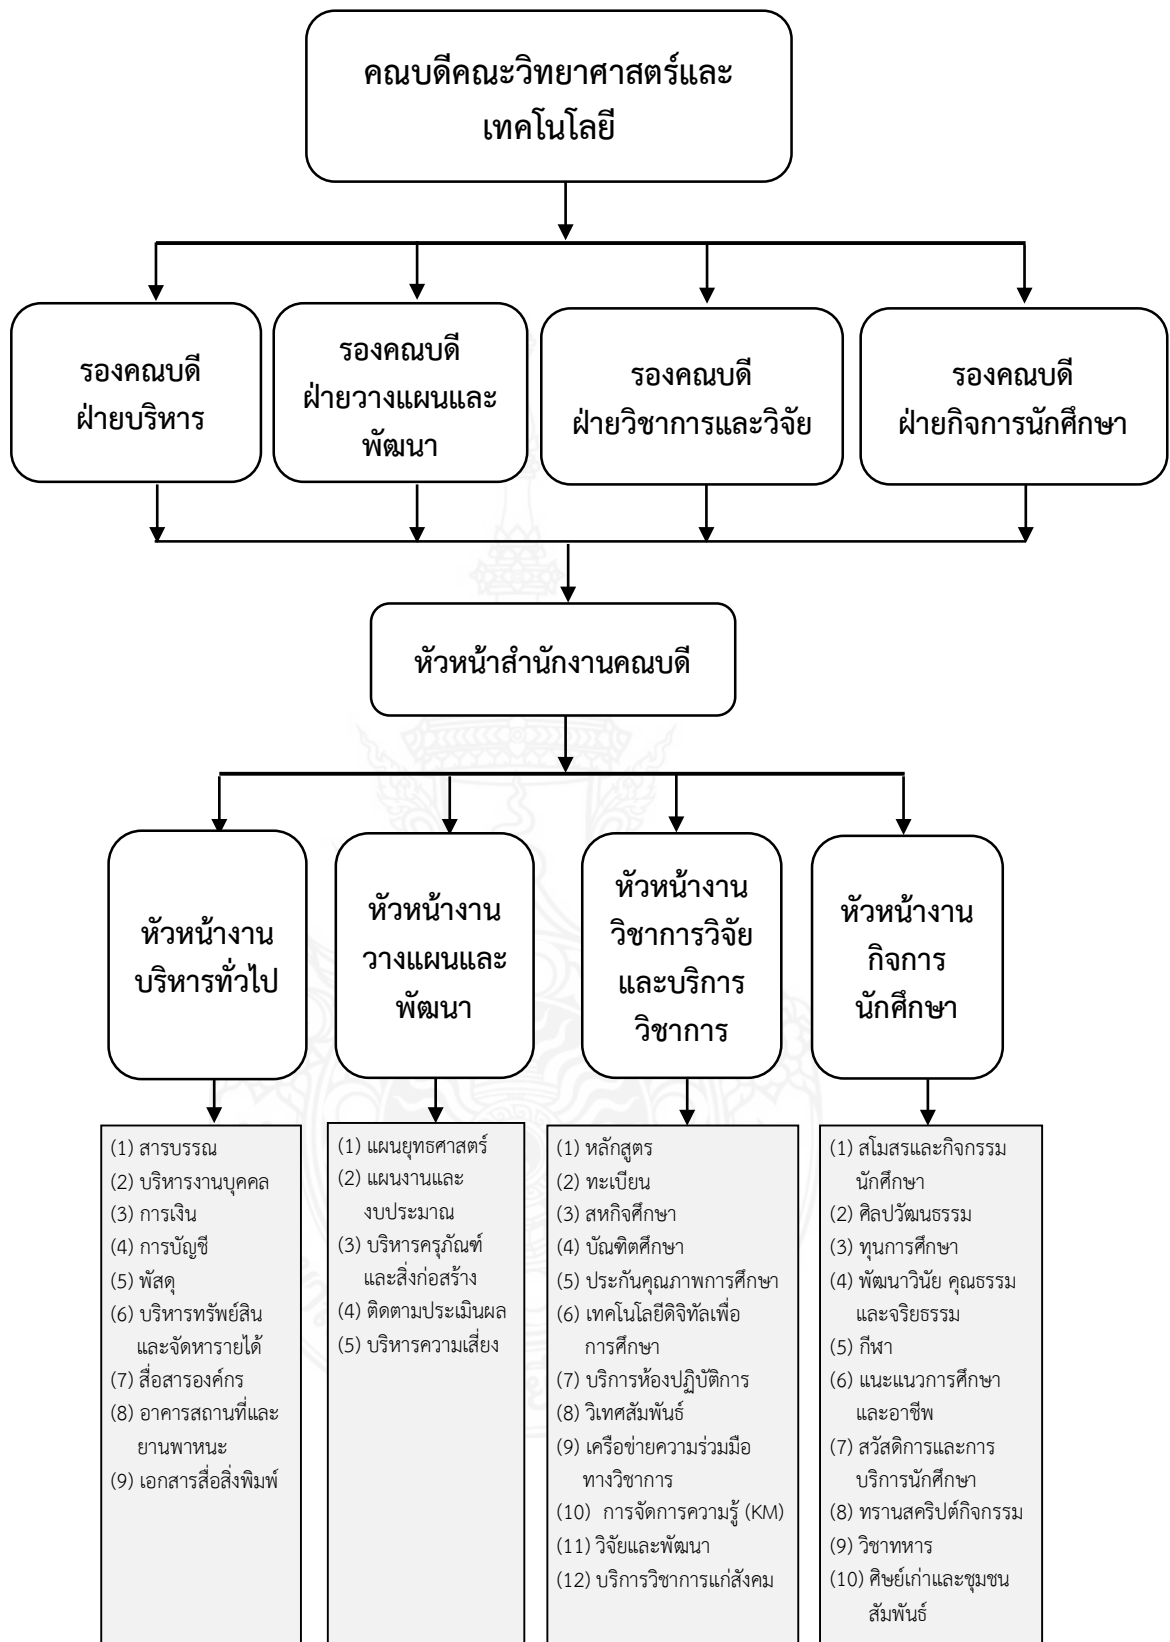 คณบดีคณะวิทยาศาสตร์และ
เทคโนโลยี
รองคณบดี
ฝ่ายบริหาร
รองคณบดี
ฝ่ายวางแผนและ
พัฒนา
รองคณบดี
ฝ่ายวิชาการและวิจัย
รองคณบดี
ฝ่ายกิจการนักศึกษา
หัวหน้าสำนักงานคณบดี
หัวหน้างาน
บริหารทั่วไป
หัวหน้างาน
วางแผนและ
พัฒนา
หัวหน้างาน
วิชาการวิจัย
และบริการ
วิชาการ
หัวหน้างาน
กิจการ
นักศึกษา
(1) สารบรรณ
(2) บริหารงานบุคคล
(3) การเงิน
(4) การบัญชี
(5) พัสดุ
(6) บริหารทรัพย์สิน
และจัดหารายได้
(7) สื่อสารองค์กร
(8) อาคารสถานที่และ
ยานพาหนะ
(9) เอกสารสื่อสิ่งพิมพ์
(1) แผนยุทธศาสตร์
(2) แผนงานและ
งบประมาณ
(3) บริหารครุภัณฑ์
และสิ่งก่อสร้าง
(4) ติดตามประเมินผล
(5) บริหารความเสี่ยง
(1) หลักสูตร
(2) ทะเบียน
(3) สหกิจศึกษา
(4) บัณฑิตศึกษา
(5) ประกันคุณภาพการศึกษา
(6) เทคโนโลยีดิจิทัลเพื่อ
การศึกษา
(7) บริการห้องปฏิบัติการ
(8) วิเทศสัมพันธ์
(9) เครือข่ายความร่วมมือ
ทางวิชาการ
(10) การจัดการความรู้ (KM)
(11) วิจัยและพัฒนา
(12) บริการวิชาการแก่สังคม
(1) สโมสรและกิจกรรม
นักศึกษา
(2) ศิลปวัฒนธรรม
(3) ทุนการศึกษา
(4) พัฒนาวินัย คุณธรรม
และจริยธรรม
(5) กีฬา
(6) แนะแนวการศึกษา
และอาชีพ
(7) สวัสดิการและการ
บริการนักศึกษา
(8) ทรานสคริปต์กิจกรรม
(9) วิชาทหาร
(10) ศิษย์เก่าและชุมชน
สัมพันธ์